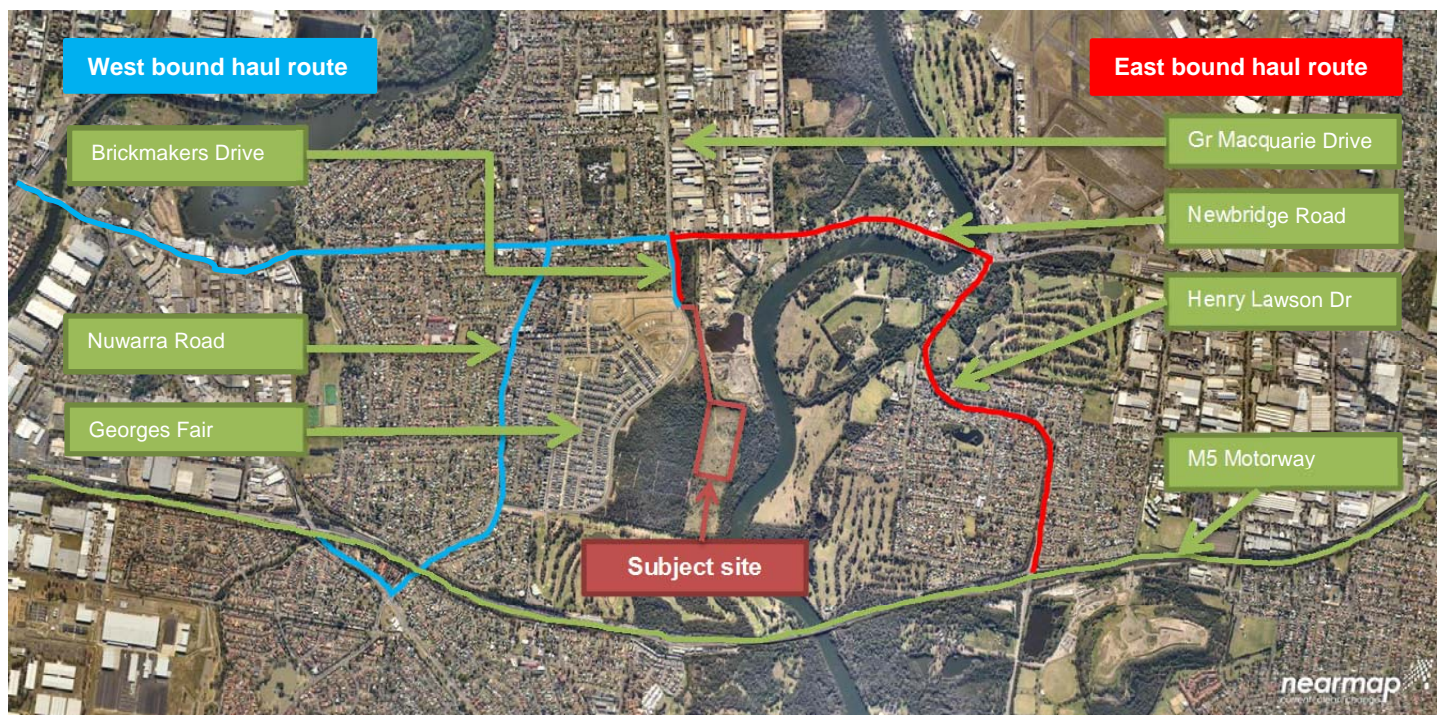 West bound haul route
East bound haul route
Brickmakers Drive
Gr Macquarie Drive
Newbridge Road
Nuwarra Road
Henry Lawson Dr
Georges Fair
M5 Motorway
Subject site
nearmap